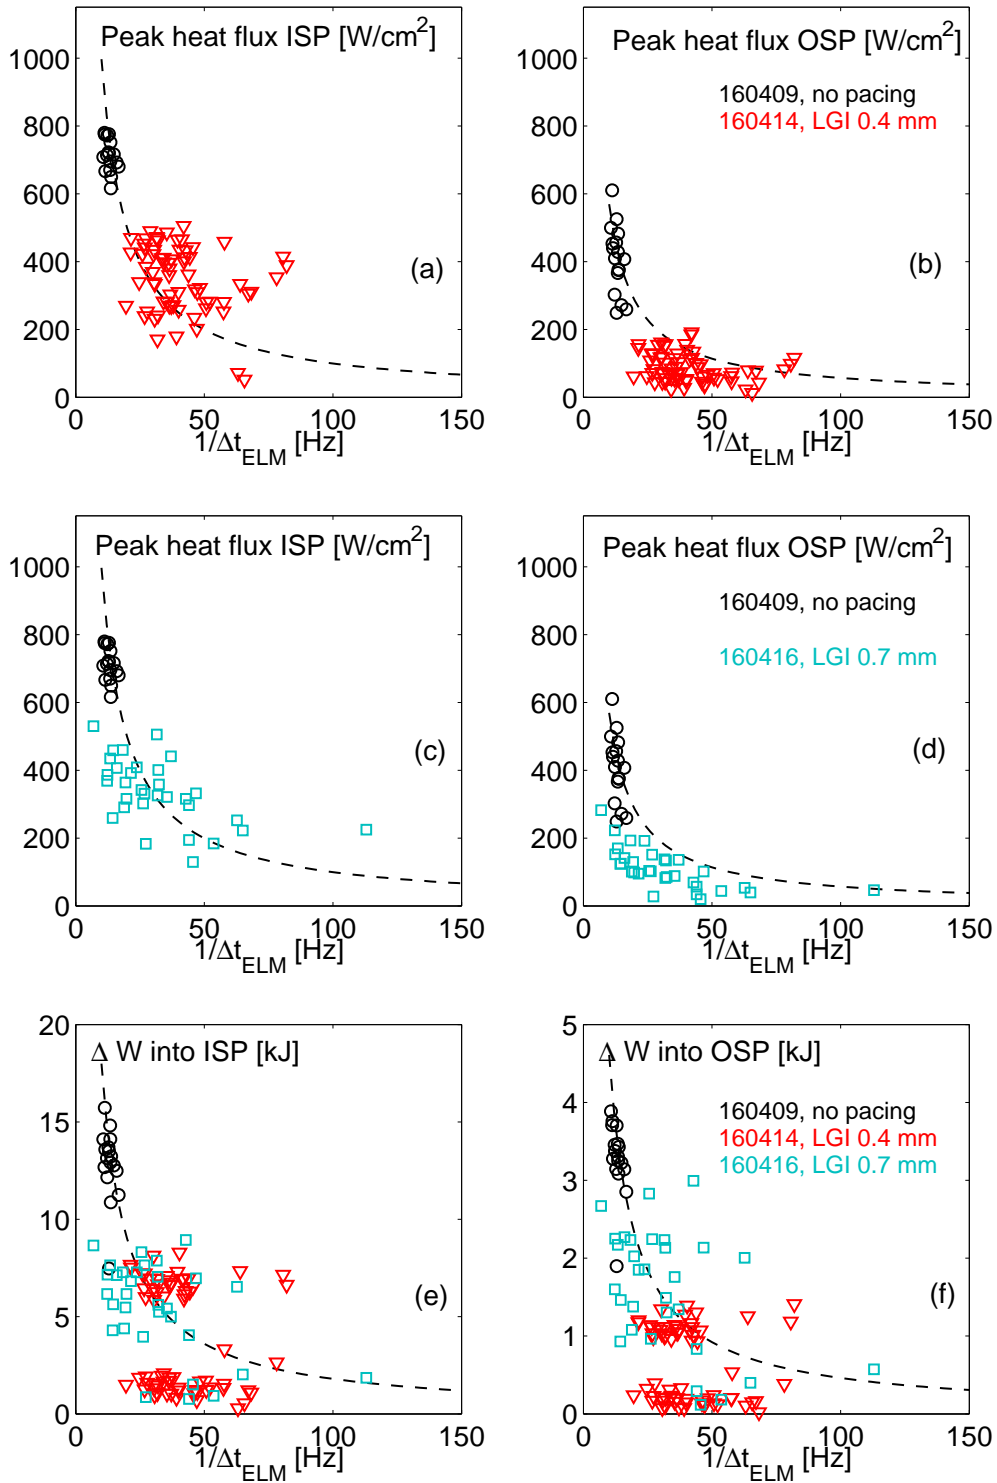 Peak heat flux ISP [W/cm²]
1000
800
600
400
200
0
(a)
0 50 100 150
1/Δt_ELM [Hz]
Peak heat flux OSP [W/cm²]
160409, no pacing
160414, LGI 0.4 mm
1000
800
600
400
200
0
(b)
0 50 100 150
1/Δt_ELM [Hz]
Peak heat flux ISP [W/cm²]
1000
800
600
400
200
0
(c)
0 50 100 150
1/Δt_ELM [Hz]
Peak heat flux OSP [W/cm²]
160409, no pacing
160416, LGI 0.7 mm
1000
800
600
400
200
0
(d)
0 50 100 150
1/Δt_ELM [Hz]
Δ W into ISP [kJ]
20
15
10
5
0
(e)
0 50 100 150
1/Δt_ELM [Hz]
Δ W into OSP [kJ]
160409, no pacing
160414, LGI 0.4 mm
160416, LGI 0.7 mm
5
4
3
2
1
0
(f)
0 50 100 150
1/Δt_ELM [Hz]